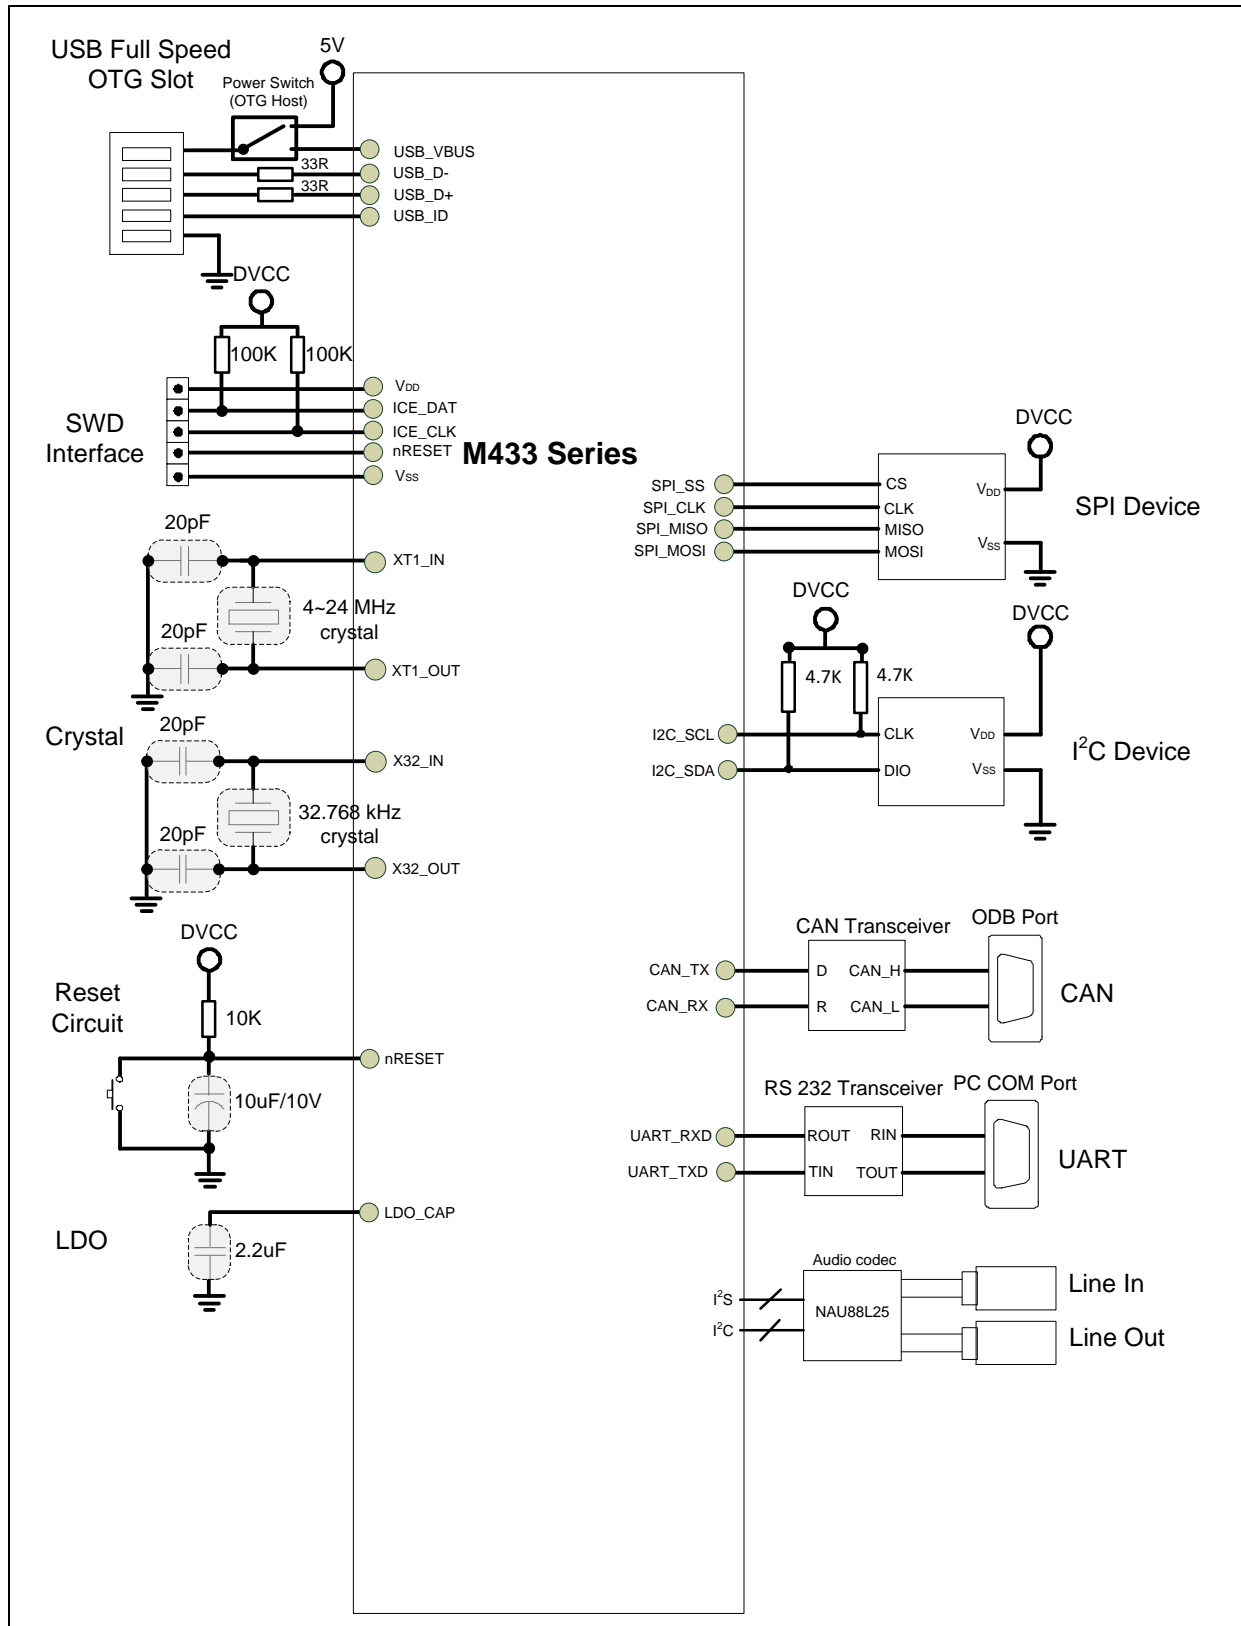 USB Full Speed
OTG Slot
5V
Power Switch
(OTG Host)
USB_VBUS
33R
USB_D-
33R
USB_D+
USB_ID
DVCC
100K
100K
SWD
Interface
VDD
ICE_DAT
ICE_CLK
nRESET
VSS
M433 Series
20pF
XT1_IN
4~24 MHz
crystal
20pF
XT1_OUT
Crystal
20pF
X32_IN
32.768 kHz
crystal
20pF
X32_OUT
DVCC
Reset
Circuit
10K
nRESET
10uF/10V
LDO_CAP
LDO
2.2uF
DVCC
SPI_SS
CS
SPI_CLK
CLK
SPI_MISO
MISO
SPI_MOSI
MOSI
VDD
VSS
SPI Device
DVCC
DVCC
4.7K
4.7K
I2C_SCL
CLK
VDD
I2C_SDA
DIO
VSS
I²C Device
CAN Transceiver
ODB Port
CAN_TX
D
CAN_H
CAN_RX
R
CAN_L
CAN
RS 232 Transceiver
PC COM Port
UART_RXD
ROUT
RIN
UART_TXD
TIN
TOUT
UART
Audio codec
I²S
NAU88L25
I²C
Line In
Line Out